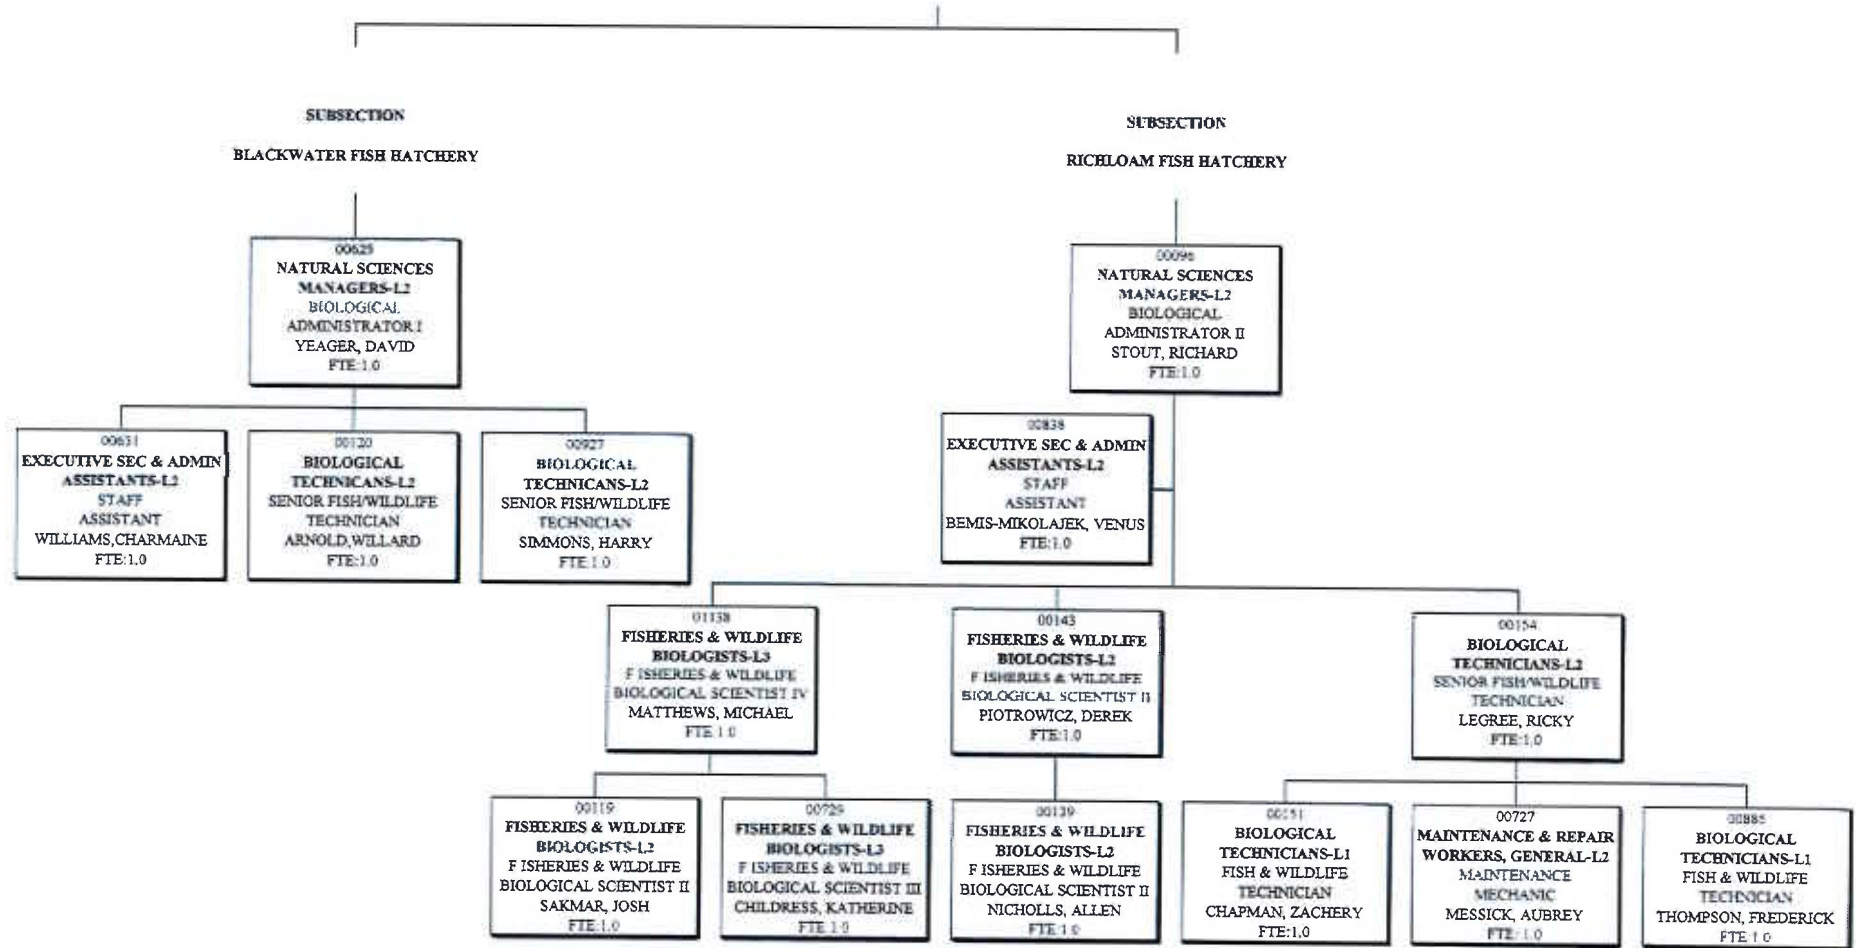 SUBSECTION
BLACKWATER FISH HATCHERY
SUBSECTION
RICHLOAM FISH HATCHERY
00625
NATURAL SCIENCES
MANAGERS-L2
BIOLOGICAL
ADMINISTRATOR I
YEAGER, DAVID
FTE:1.0
00096
NATURAL SCIENCES
MANAGERS-L2
BIOLOGICAL
ADMINISTRATOR II
STOUT, RICHARD
FTE:1.0
00631
EXECUTIVE SEC & ADMIN
ASSISTANTS-L2
STAFF
ASSISTANT
WILLIAMS,CHARMAINE
FTE:1.0
00120
BIOLOGICAL
TECHNICANS-L2
SENIOR FISH/WILDLIFE
TECHNICIAN
ARNOLD,WILLARD
FTE:1.0
00927
BIOLOGICAL
TECHNICANS-L2
SENIOR FISH/WILDLIFE
TECHNICIAN
SIMMONS, HARRY
FTE:1.0
00838
EXECUTIVE SEC & ADMIN
ASSISTANTS-L2
STAFF
ASSISTANT
BEMIS-MIKOLAJEK, VENUS
FTE:1.0
01138
FISHERIES & WILDLIFE
BIOLOGISTS-L3
F ISHERIES & WILDLIFE
BIOLOGICAL SCIENTIST IV
MATTHEWS, MICHAEL
FTE:1.0
00143
FISHERIES & WILDLIFE
BIOLOGISTS-L2
F ISHERIES & WILDLIFE
BIOLOGICAL SCIENTIST II
PIOTROWICZ, DEREK
FTE:1.0
00154
BIOLOGICAL
TECHNICIANS-L2
SENIOR FISH/WILDLIFE
TECHNICIAN
LEGREE, RICKY
FTE:1.0
00119
FISHERIES & WILDLIFE
BIOLOGISTS-L2
F ISHERIES & WILDLIFE
BIOLOGICAL SCIENTIST II
SAKMAR, JOSH
FTE:1.0
00729
FISHERIES & WILDLIFE
BIOLOGISTS-L3
F ISHERIES & WILDLIFE
BIOLOGICAL SCIENTIST III
CHILDRESS, KATHERINE
FTE:1.0
00139
FISHERIES & WILDLIFE
BIOLOGISTS-L2
F ISHERIES & WILDLIFE
BIOLOGICAL SCIENTIST II
NICHOLLS, ALLEN
FTE:1.0
00151
BIOLOGICAL
TECHNICIANS-L1
FISH & WILDLIFE
TECHNICIAN
CHAPMAN, ZACHERY
FTE:1.0
00727
MAINTENANCE & REPAIR
WORKERS, GENERAL-L2
MAINTENANCE
MECHANIC
MESSICK, AUBREY
FTE:1.0
00885
BIOLOGICAL
TECHNICIANS-L1
FISH & WILDLIFE
TECHNICIAN
THOMPSON, FREDERICK
FTE:1.0